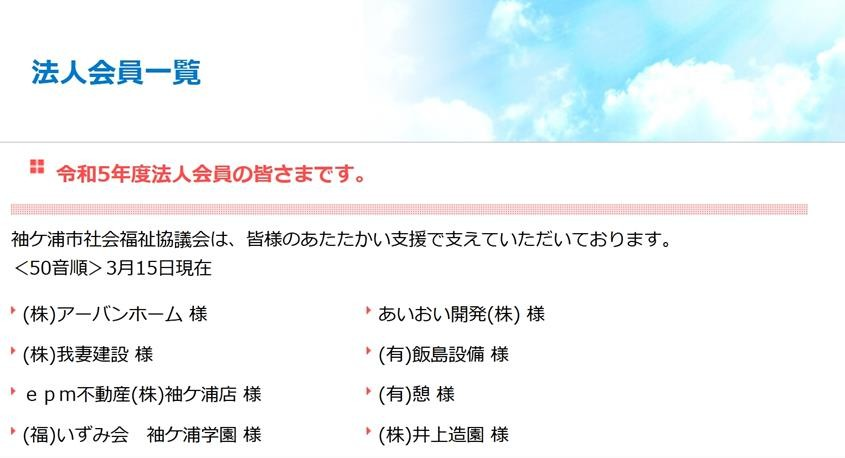 法人会員一覧
令和5年度法人会員の皆さまです。
袖ケ浦市社会福祉協議会は、皆様のあたたかい支援で支えていただいております。
＜50音順＞3月15日現在
(株)アーバンホーム 様
あいおい開発(株) 様
(株)我妻建設 様
(有)飯島設備 様
ｅｐｍ不動産(株)袖ケ浦店 様
(有)憩 様
(福)いずみ会　袖ケ浦学園 様
(株)井上造園 様